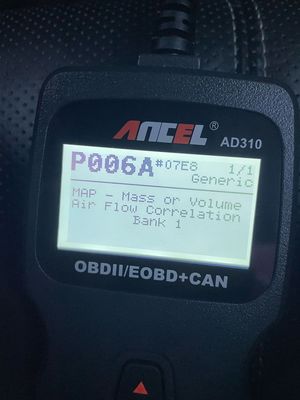 ANCEL®
AD310
P006A #07E8 1/1
Generic
MAP - Mass or Volume
Air Flow Correlation
Bank 1
OBDII/EOBD+CAN